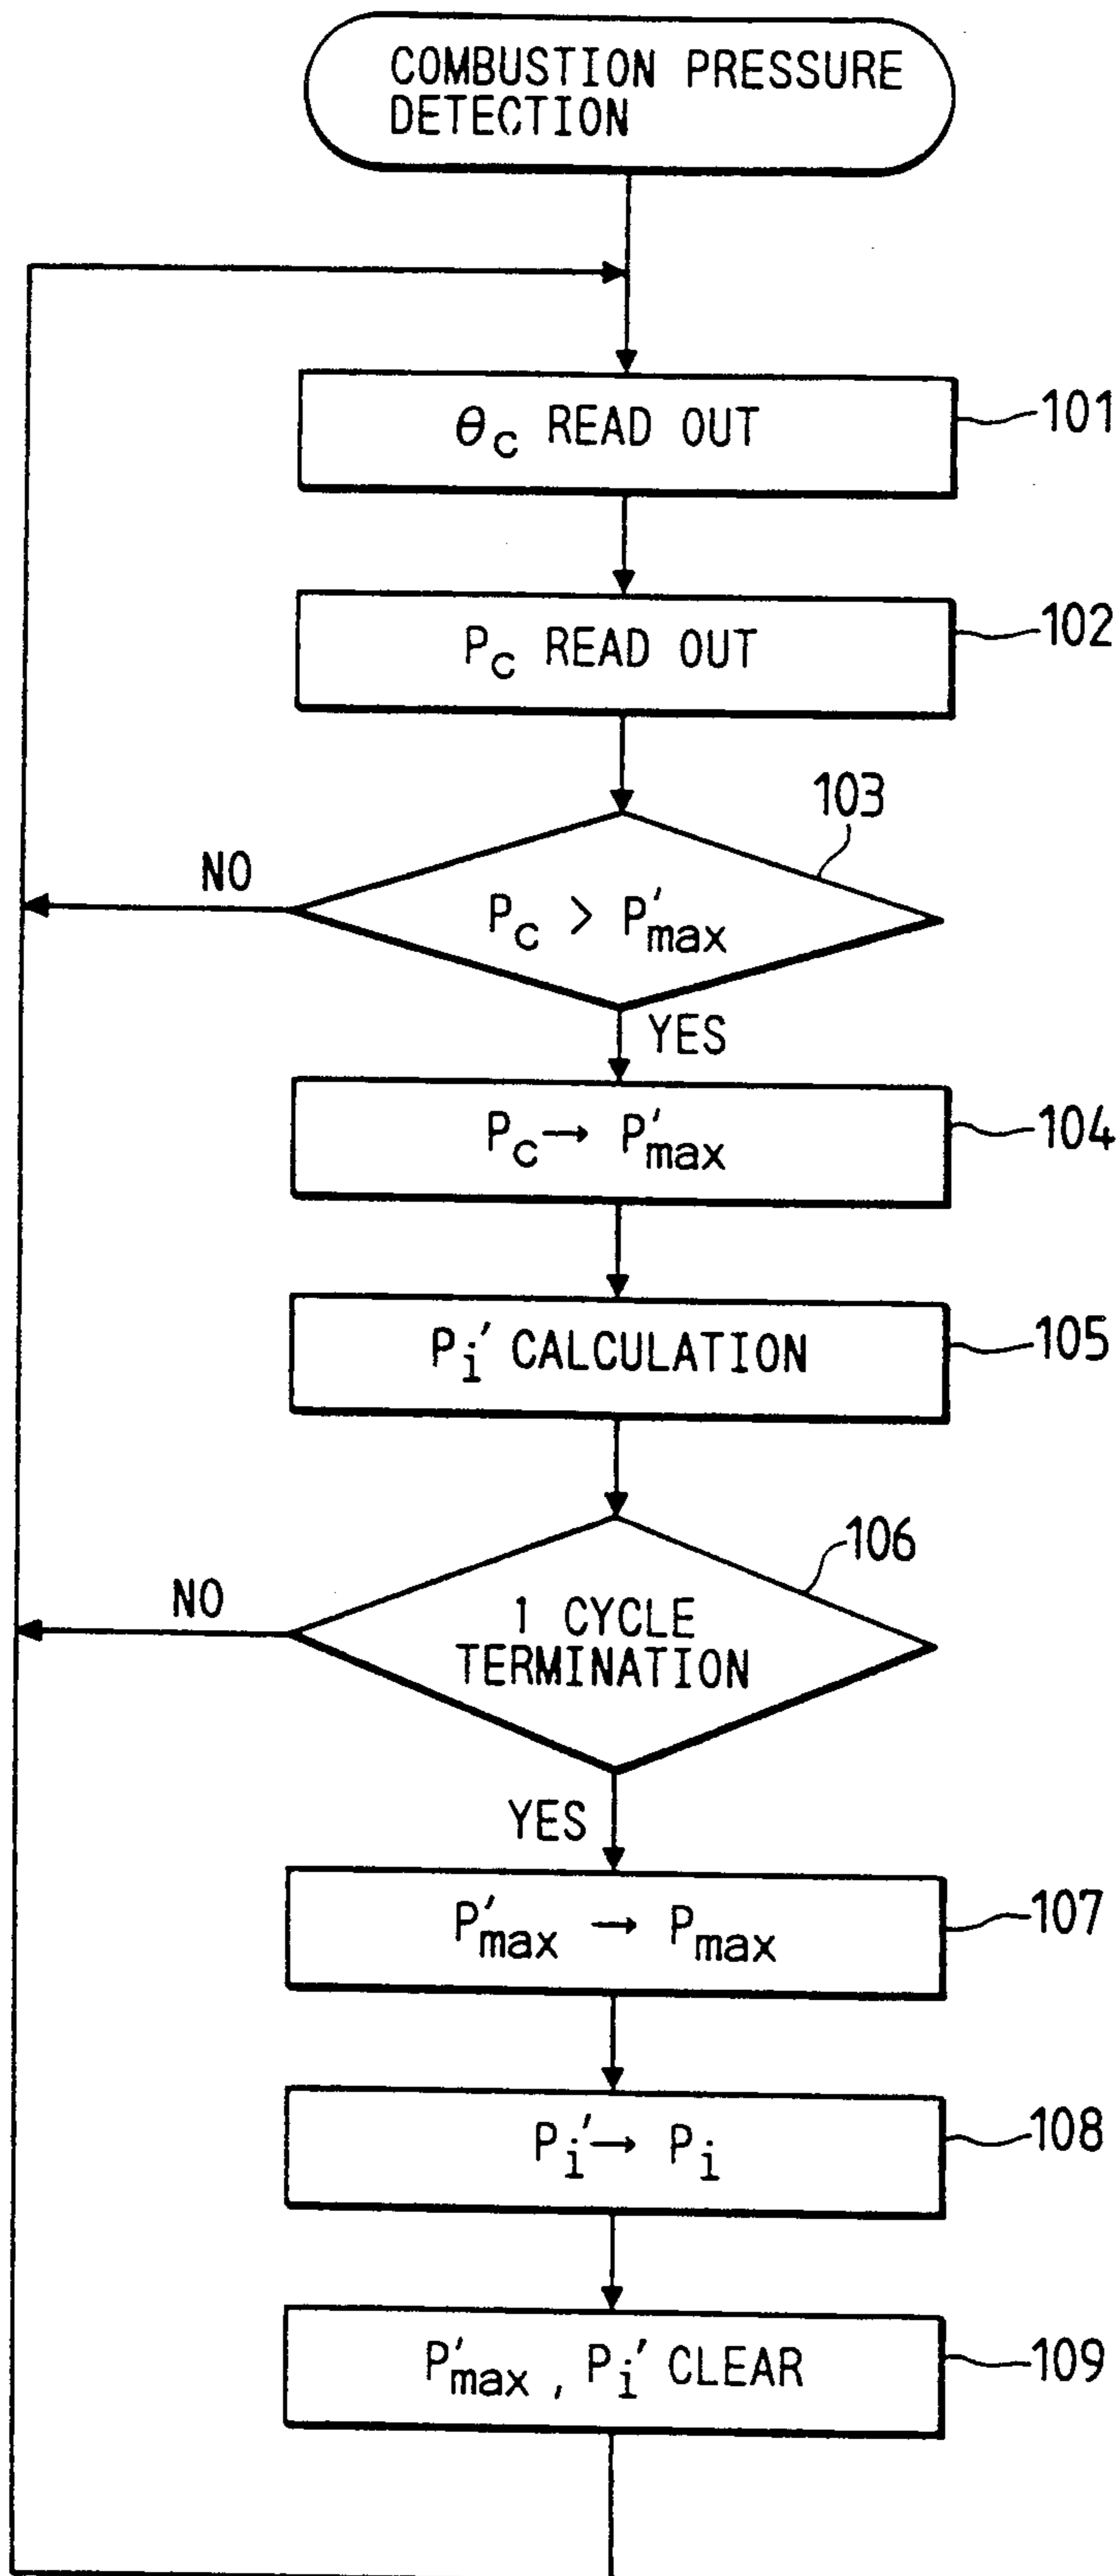 COMBUSTION PRESSURE
DETECTION
θc READ OUT
101
Pc READ OUT
102
103
NO
Pc > P'max
YES
Pc → P'max
104
Pi' CALCULATION
105
106
NO
1 CYCLE
TERMINATION
YES
P'max → Pmax
107
Pi' → Pi
108
P'max , Pi' CLEAR
109